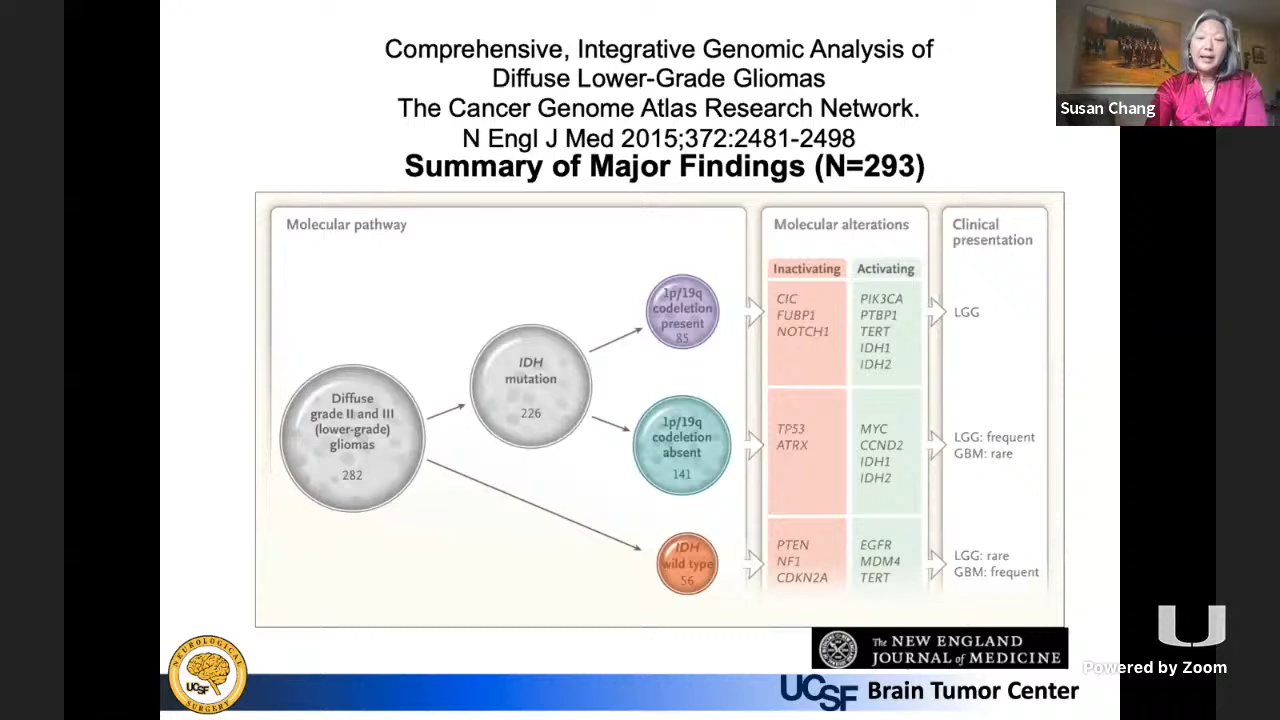 Comprehensive, Integrative Genomic Analysis of
Diffuse Lower-Grade Gliomas
The Cancer Genome Atlas Research Network.
N Engl J Med 2015;372:2481-2498
Summary of Major Findings (N=293)
Susan Chang
Molecular pathway
Diffuse
grade II and III
(lower-grade)
gliomas
282
IDH
mutation
226
1p/19q
codeletion
present
85
1p/19q
codeletion
absent
141
IDH
wild type
56
Molecular alterations
Inactivating
Activating
CIC
FUBP1
NOTCH1
PIK3CA
PTBP1
TERT
IDH1
IDH2
TP53
ATRX
MYC
CCND2
IDH1
IDH2
PTEN
NF1
CDKN2A
EGFR
MDM4
TERT
Clinical
presentation
LGG
LGG: frequent
GBM: rare
LGG: rare
GBM: frequent
The NEW ENGLAND
JOURNAL of MEDICINE
NEUROLOGICAL
UCSF
SURGERY
UCSF Brain Tumor Center
U
Powered by Zoom